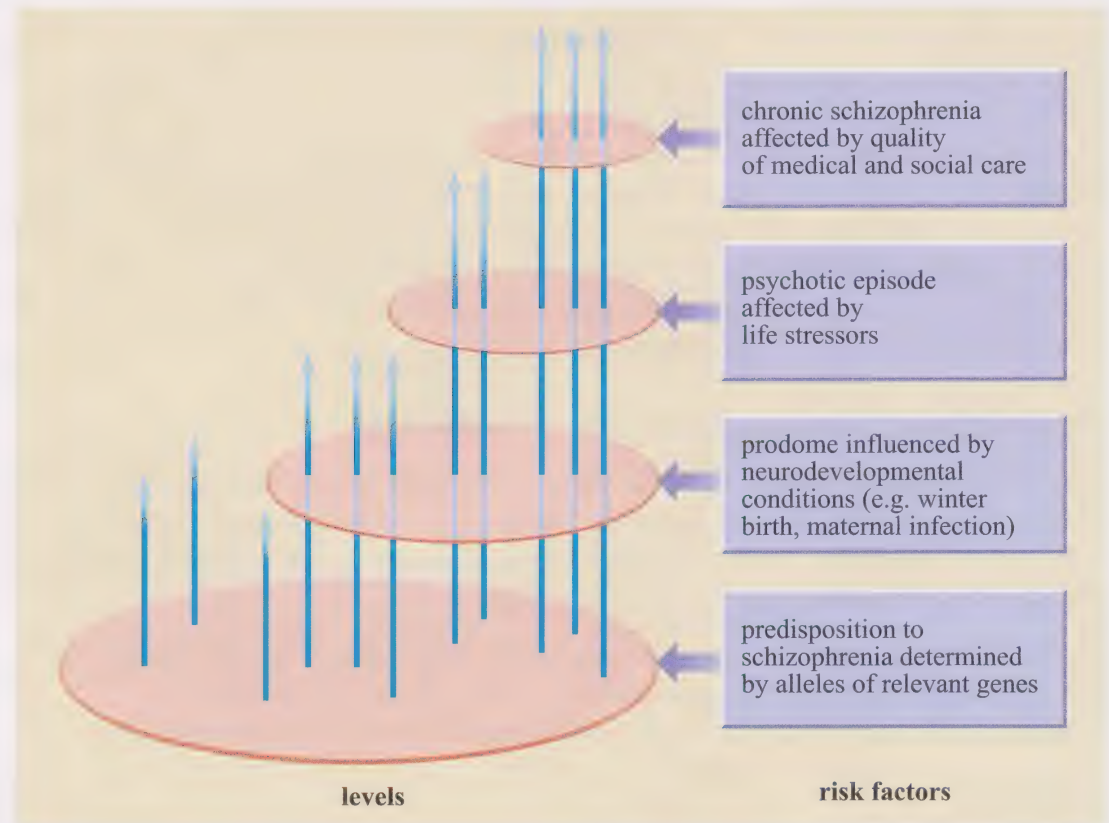 chronic schizophrenia
affected by quality
of medical and social care
psychotic episode
affected by
life stressors
prodome influenced by
neurodevelopmental
conditions (e.g. winter
birth, maternal infection)
predisposition to
schizophrenia determined
by alleles of relevant genes
levels
risk factors